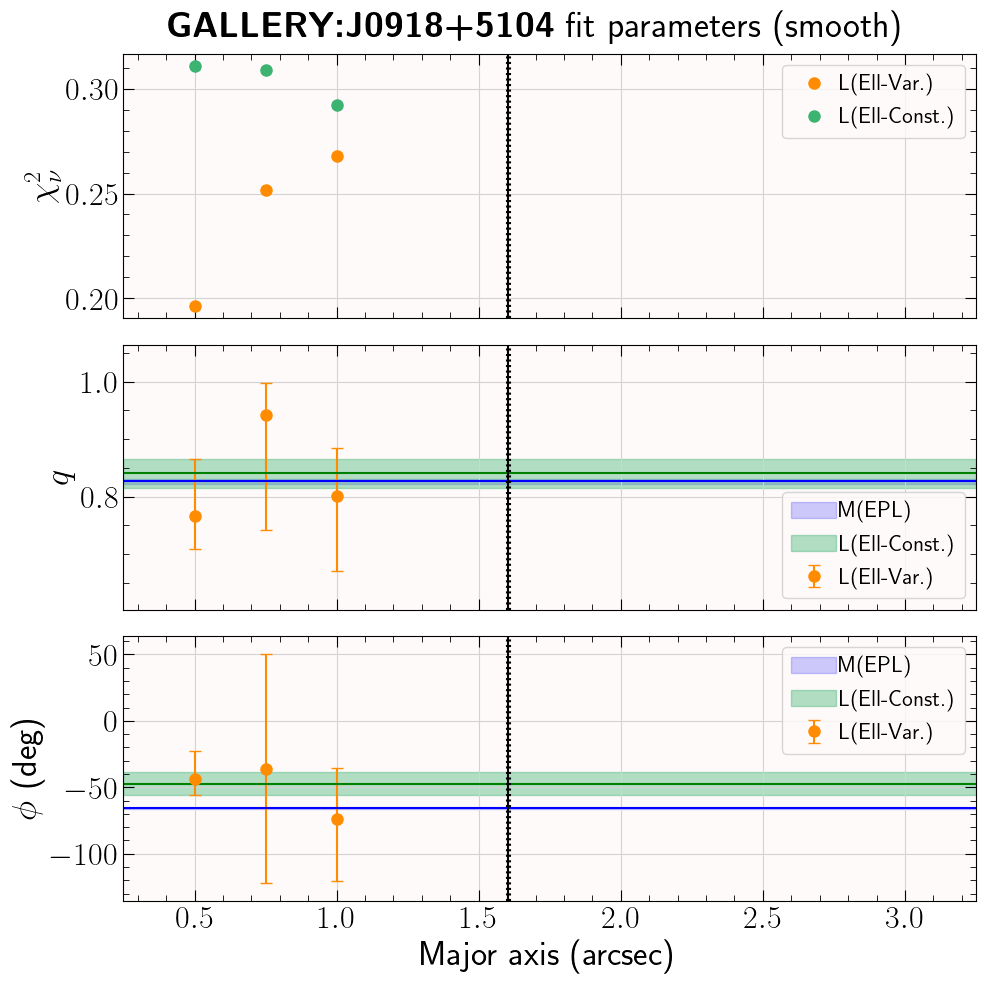 GALLERY:J0918+5104 fit parameters (smooth)
χ²ᵥ
0.30
0.25
0.20
L(Ell-Var.)
L(Ell-Const.)
q
1.0
0.8
M(EPL)
L(Ell-Const.)
L(Ell-Var.)
ϕ (deg)
50
0
−50
−100
M(EPL)
L(Ell-Const.)
L(Ell-Var.)
0.5 1.0 1.5 2.0 2.5 3.0
Major axis (arcsec)